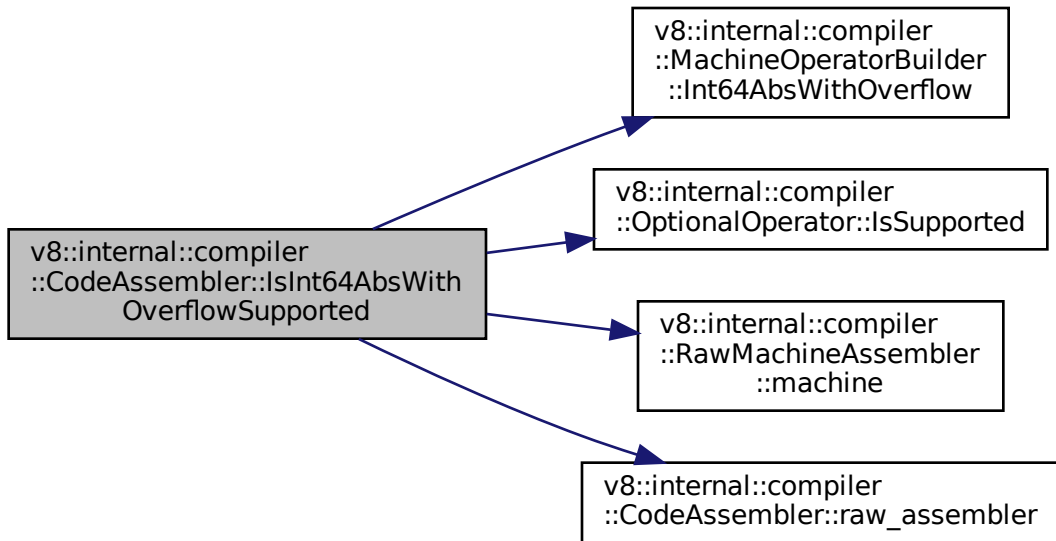 v8::internal::compiler
::CodeAssembler::IsInt64AbsWith
OverflowSupported
v8::internal::compiler
::MachineOperatorBuilder
::Int64AbsWithOverflow
v8::internal::compiler
::OptionalOperator::IsSupported
v8::internal::compiler
::RawMachineAssembler
::machine
v8::internal::compiler
::CodeAssembler::raw_assembler